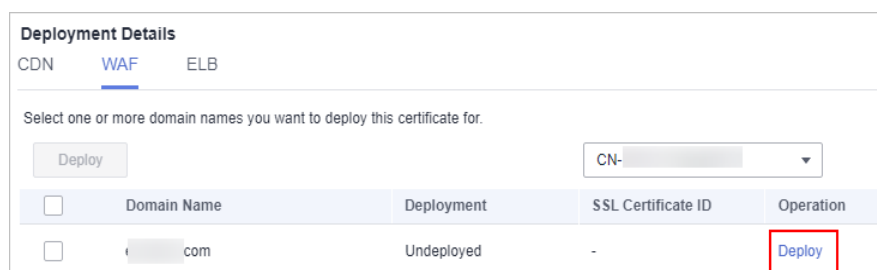 Deployment Details
CDN WAF ELB
Select one or more domain names you want to deploy this certificate for.
Deploy CN-
Domain Name Deployment SSL Certificate ID Operation
com Undeployed - Deploy